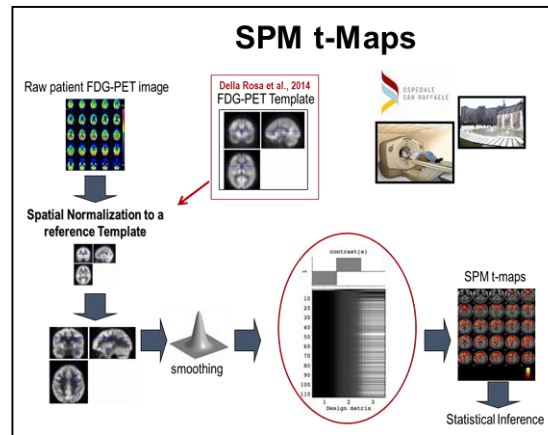 SPM t-Maps
Raw patient FDG-PET image
Della Rosa et al., 2014
FDG-PET Template
OSPEDALE
SAN RAFFAELE
Spatial Normalization to a
reference Template
smoothing
contrast(s)
1
10
20
30
40
50
60
70
80
90
100
110
1 2 3
Design matrix
SPM t-maps
Statistical Inference